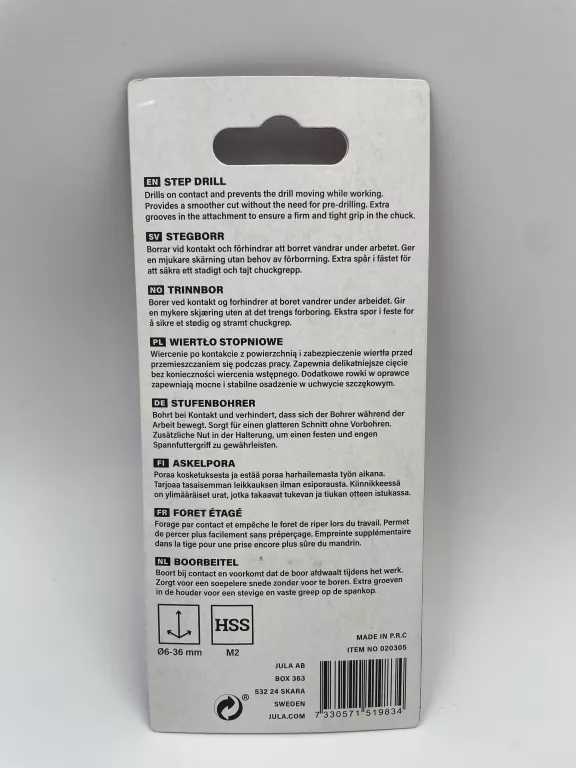 EN STEP DRILL
Drills on contact and prevents the drill moving while working.
Provides a smoother cut without the need for pre-drilling. Extra
grooves in the attachment to ensure a firm and tight grip in the chuck.
SV STEGBORR
Borrar vid kontakt och förhindrar att borret vandrar under arbetet. Ger
en mjukare skärning utan behov av förborrning. Extra spår i fästet för
att säkra ett stadigt och tajt chuckgrepp.
NO TRINNBOR
Borer ved kontakt og forhindrer at boret vandrer under arbeidet. Gir
en mykere skjæring uten at det trengs forboring. Ekstra spor i feste for
å sikre et stødig og stramt chuckgrep.
PL WIERTŁO STOPNIOWE
Wiercenie po kontakcie z powierzchnią i zabezpieczenie wiertła przed
przemieszczaniem się podczas pracy. Zapewnia delikatniejsze cięcie
bez konieczności wiercenia wstępnego. Dodatkowe rowki w oprawce
zapewniają mocne i stabilne osadzenie w uchwycie szczękowym.
DE STUFENBOHRER
Bohrt bei Kontakt und verhindert, dass sich der Bohrer während der
Arbeit bewegt. Sorgt für einen glatteren Schnitt ohne Vorbohren.
Zusätzliche Nut in der Halterung, um einen festen und engen
Spannfuttergriff zu gewährleisten.
FI ASKELPORA
Poraa kosketuksesta ja estää poraa harhailemasta työn aikana.
Tarjoaa tasaisemman leikkauksen ilman esiporausta. Kiinnikkeessä
on ylimääräiset urat, jotka takaavat tukevan ja tiukan otteen istukassa.
FR FORET ÉTAGÉ
Forage par contact et empêche le foret de riper lors du travail. Permet
de percer plus facilement sans préperçage. Empreinte supplémentaire
dans la tige pour une prise encore plus sûre du mandrin.
NL BOORBEITEL
Boort bij contact en voorkomt dat de boor afdwaalt tijdens het werk.
Zorgt voor een soepelere snede zonder voor te boren. Extra groeven
in de houder voor een stevige en vaste greep op de spankop.
HSS
Ø6-36 mm
M2
MADE IN P.R.C
ITEM NO 020305
JULA AB
BOX 363
532 24 SKARA
SWEDEN
JULA.COM
®
7 330571 519834